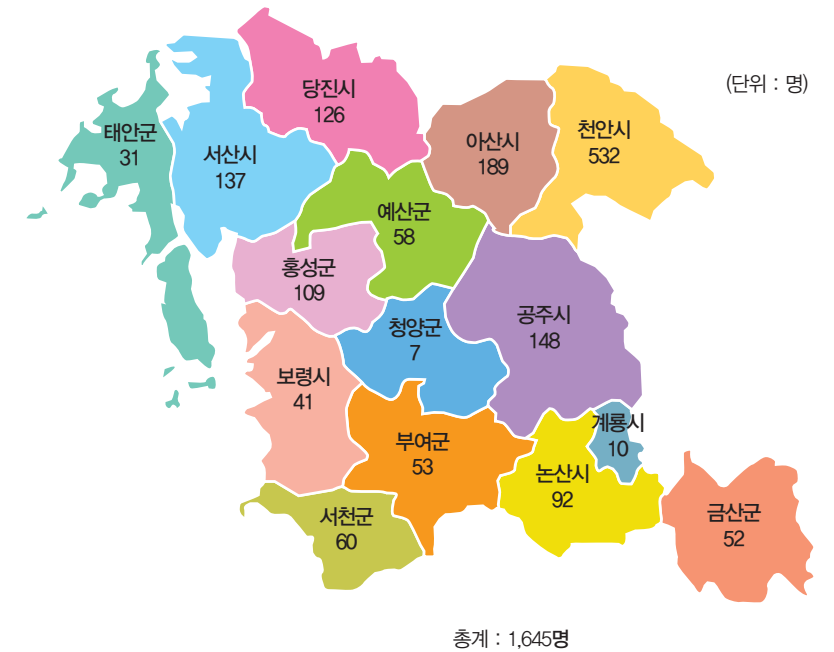 (단위 : 명)
당진시
126
태안군
31
서산시
137
아산시
189
천안시
532
예산군
58
홍성군
109
청양군
7
공주시
148
보령시
41
부여군
53
계룡시
10
논산시
92
서천군
60
금산군
52
총계 : 1,645명